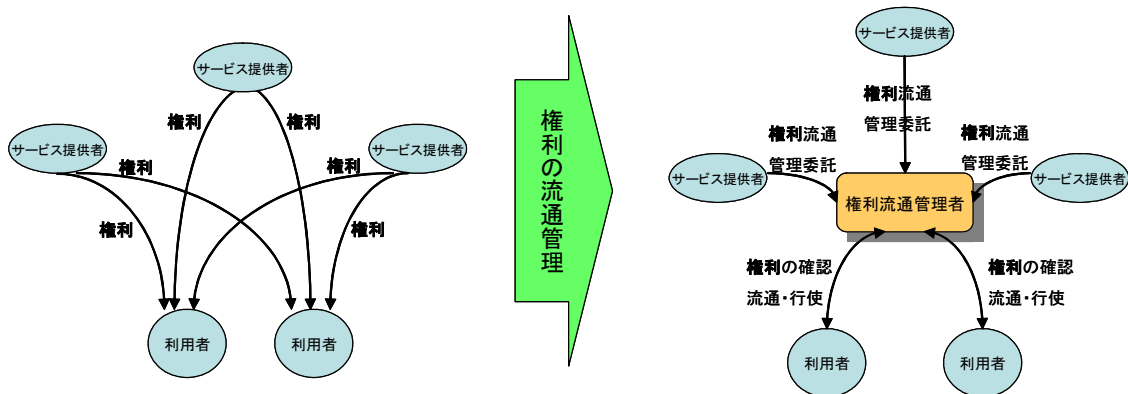 サービス提供者
権利
権利
サービス提供者
サービス提供者
権利
権利
権利
権利
利用者
利用者
権利の流通管理
サービス提供者
権利流通
管理委託
権利流通
管理委託
権利流通
管理委託
サービス提供者
サービス提供者
権利流通管理者
権利の確認
流通・行使
権利の確認
流通・行使
利用者
利用者